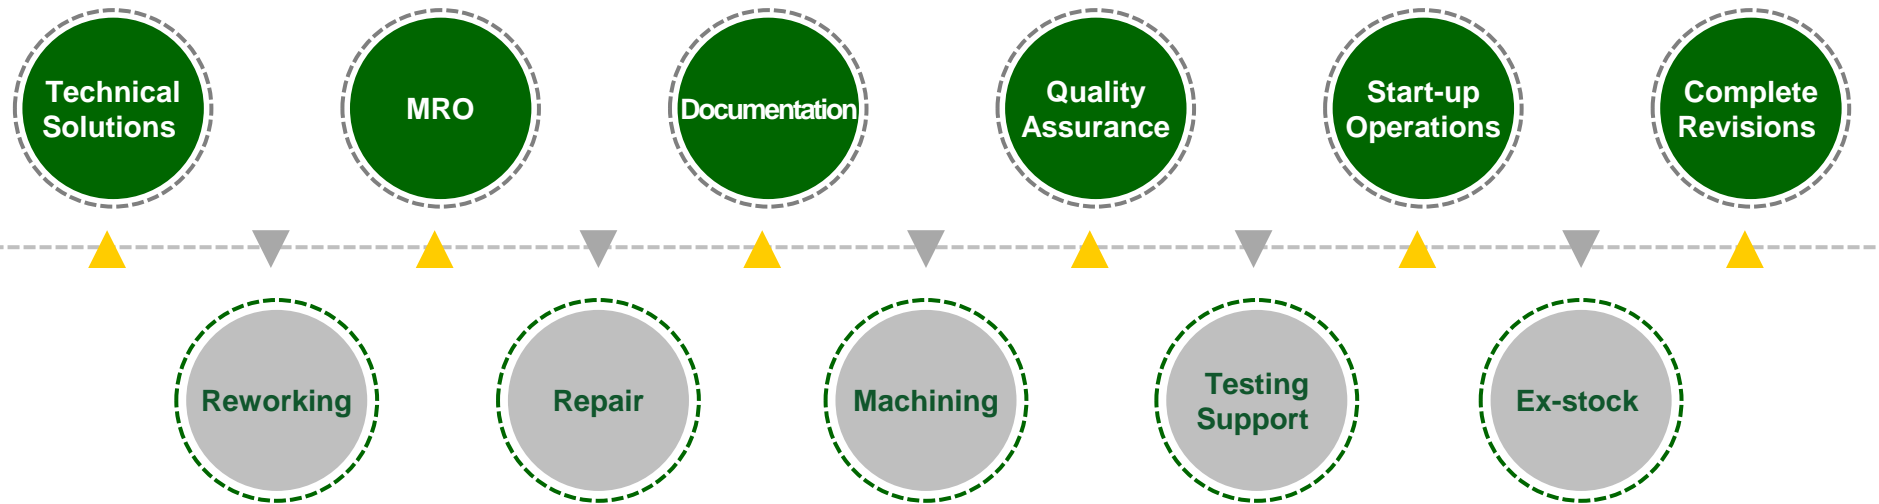 Technical
Solutions
MRO
Documentation
Quality
Assurance
Start-up
Operations
Complete
Revisions
Reworking
Repair
Machining
Testing
Support
Ex-stock